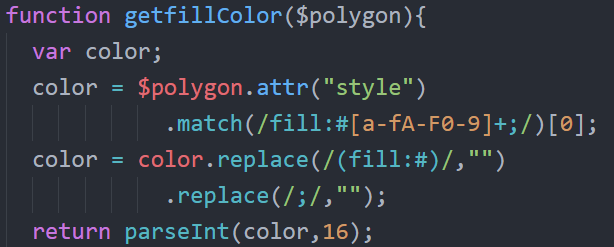 function getfillColor($polygon){
var color;
color = $polygon.attr("style")
.match(/fill:#[a-fA-F0-9]+;/)[0];
color = color.replace(/(fill:#)/,"")
.replace(/;/,"");
return parseInt(color,16);